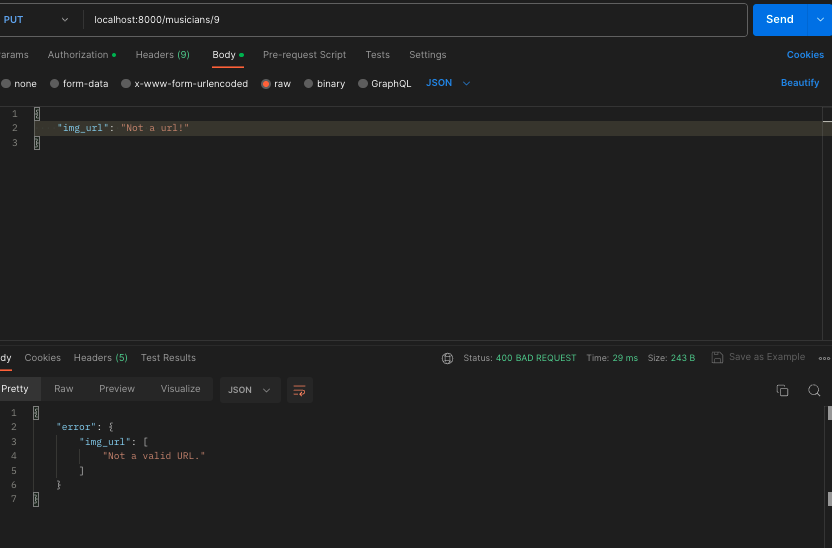 PUT localhost:8000/musicians/9 Send
arams Authorization Headers (9) Body Pre-request Script Tests Settings Cookies
none form-data x-www-form-urlencoded raw binary GraphQL JSON Beautify
1 {
2 "img_url": "Not a url!"
3 }
dy Cookies Headers (5) Test Results Status: 400 BAD REQUEST Time: 29 ms Size: 243 B Save as Example
Pretty Raw Preview Visualize JSON
1 {
2 "error": {
3 "img_url": [
4 "Not a valid URL."
5 ]
6 }
7 }